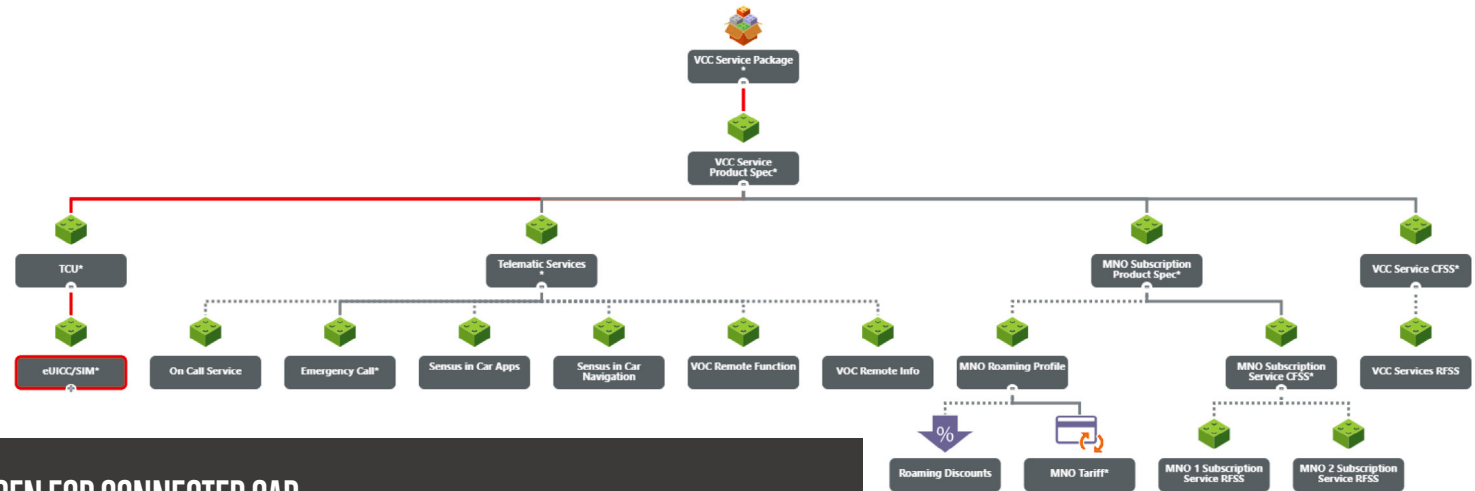 VCC Service Package
*
VCC Service
Product Spec*
TCU*
Telematic Services
*
MNO Subscription
Product Spec*
VCC Service CFSS*
eUICC/SIM*
On Call Service
Emergency Call*
Sensus in Car Apps
Sensus in Car
Navigation
VOC Remote Function
VOC Remote Info
MNO Roaming Profile
MNO Subscription
Service CFSS*
VCC Services RFSS
%
Roaming Discounts
MNO Tariff*
MNO 1 Subscription
Service RFSS
MNO 2 Subscription
Service RFSS